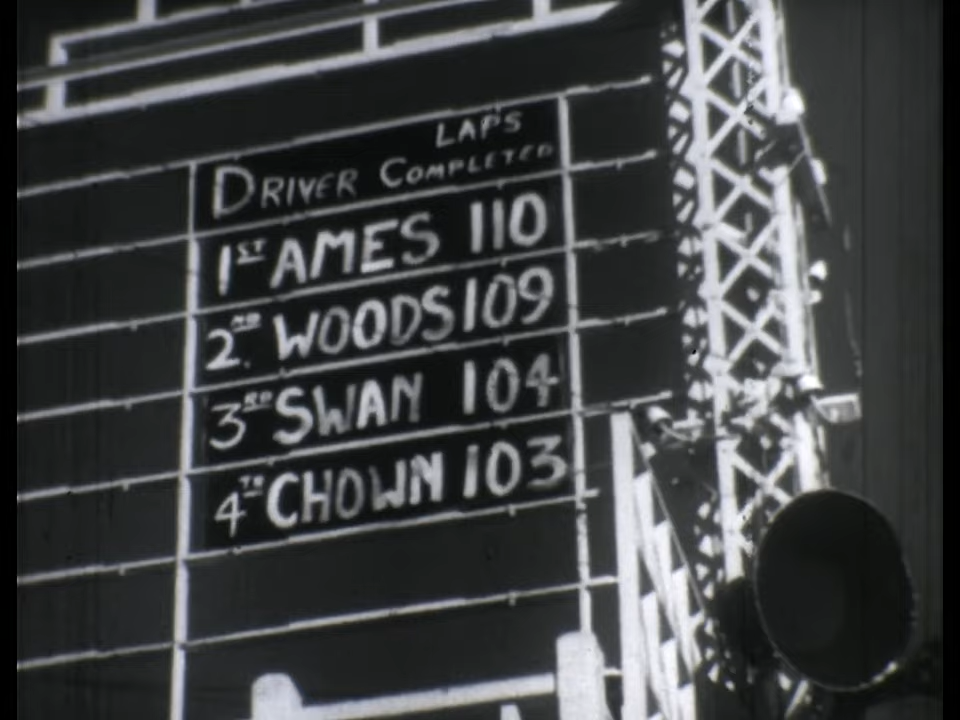 LAPS
DRIVER COMPLETED
1ST AMES 110
2ND WOODS 109
3RD SWAN 104
4TH CHOWN 103